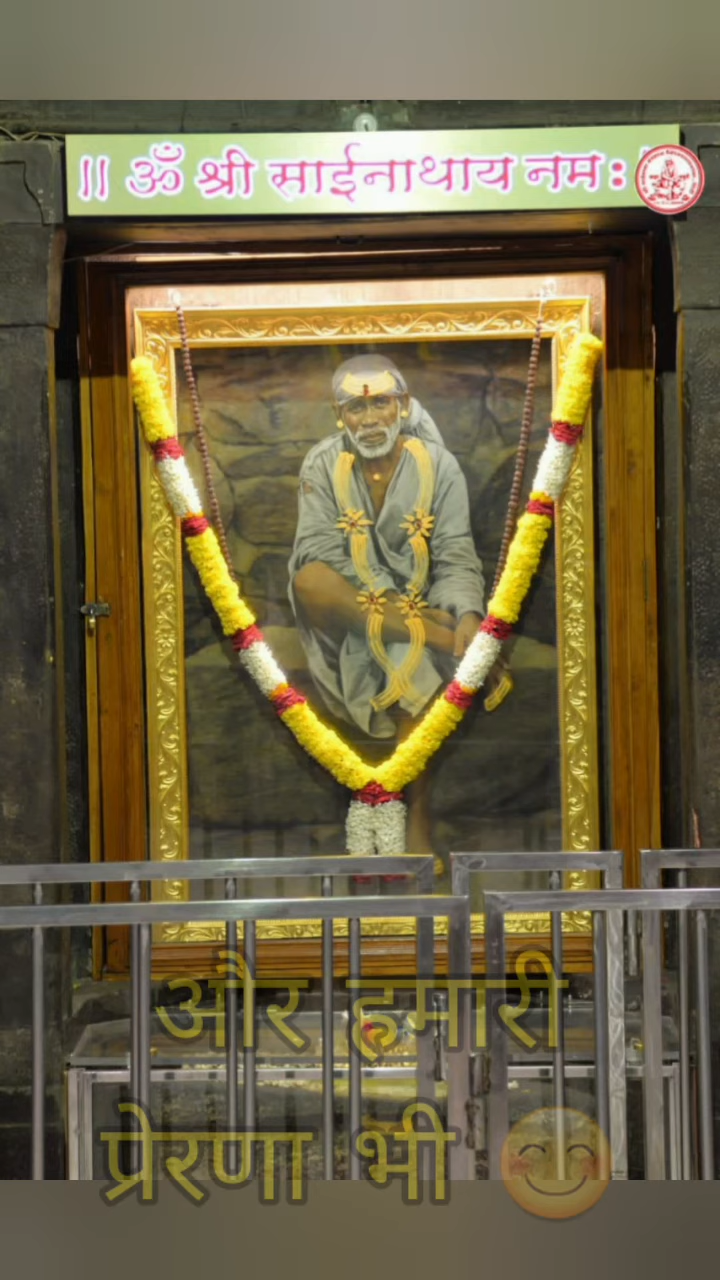 || ॐ श्री साईनाथाय नमः ||
और हमारी
प्रेरणा भी 😊